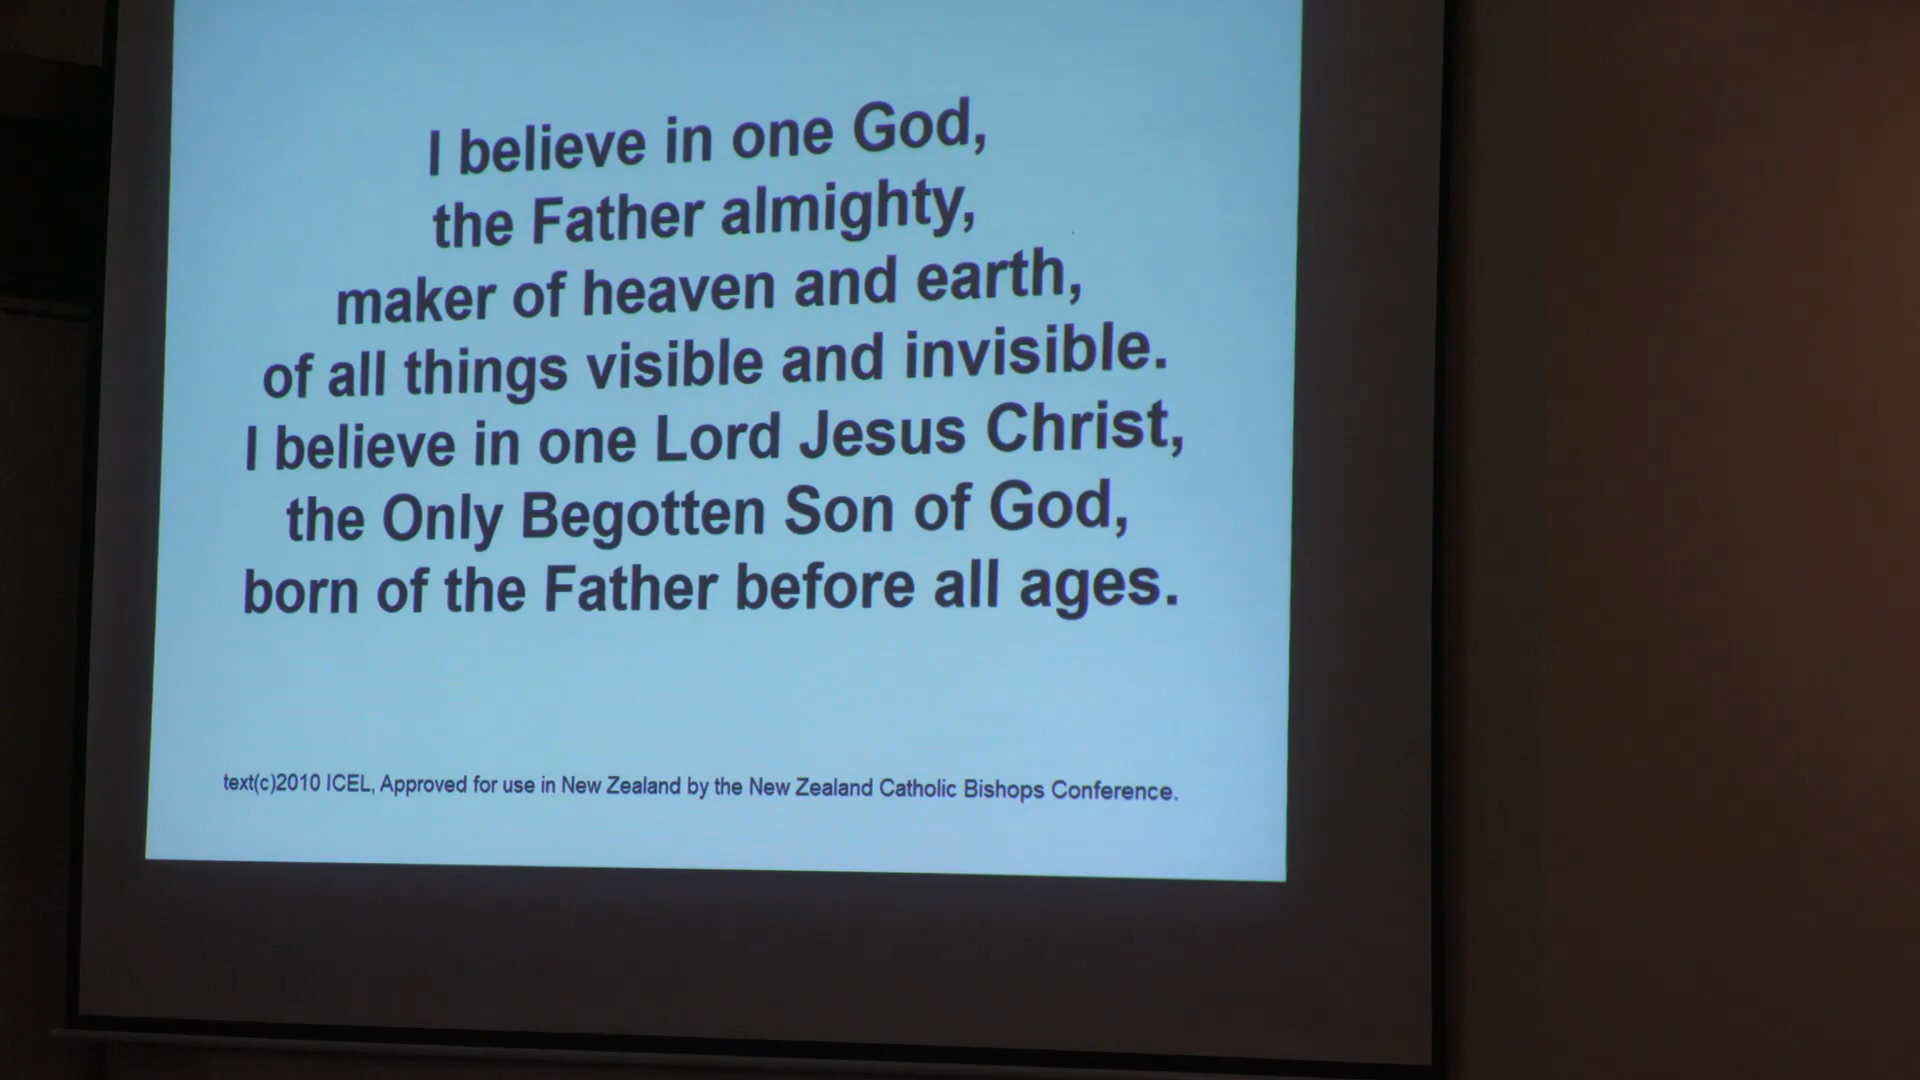 I believe in one God,
the Father almighty,
maker of heaven and earth,
of all things visible and invisible.
I believe in one Lord Jesus Christ,
the Only Begotten Son of God,
born of the Father before all ages.
text(c)2010 ICEL, Approved for use in New Zealand by the New Zealand Catholic Bishops Conference.